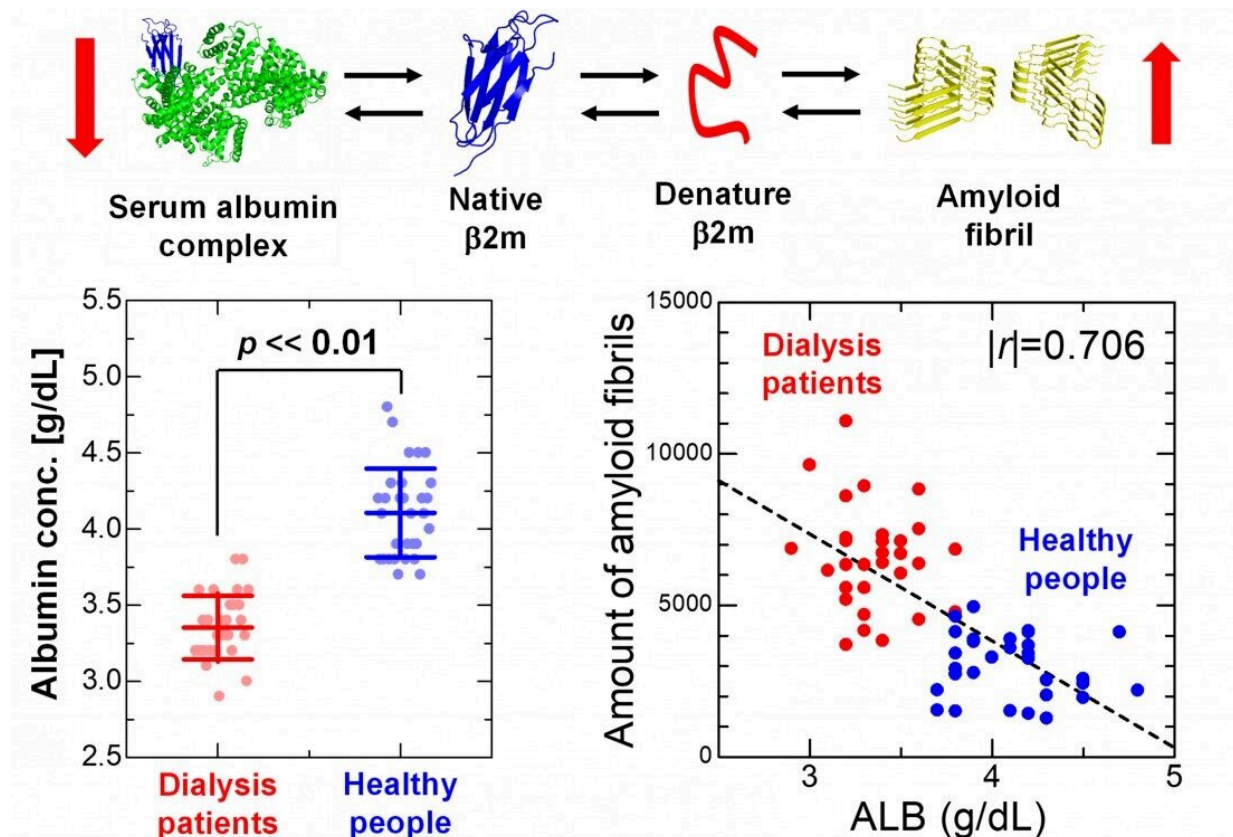 Serum albumin
complex
Native
β2m
Denature
β2m
Amyloid
fibril
Albumin conc. [g/dL]
5.5
5.0
4.5
4.0
3.5
3.0
2.5
p << 0.01
Dialysis
patients
Healthy
people
Amount of amyloid fibrils
15000
10000
5000
0
Dialysis
patients
|r|=0.706
Healthy
people
3
4
5
ALB (g/dL)